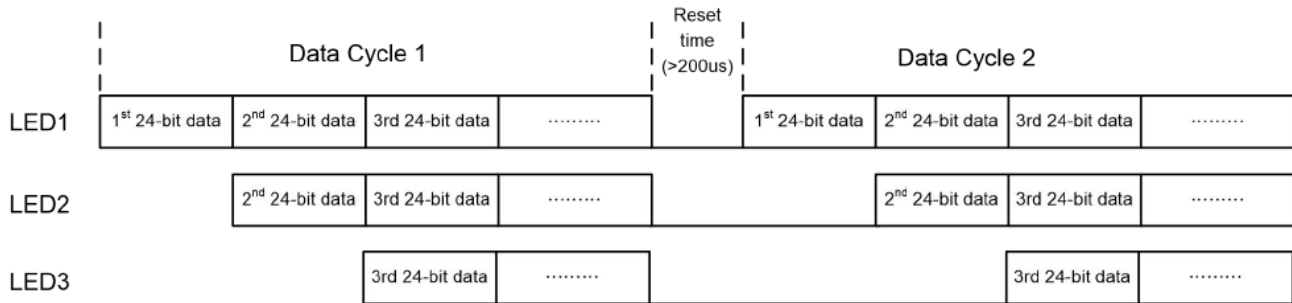 Data Cycle 1
Reset
time
(>200us)
Data Cycle 2
LED1 1st 24-bit data 2nd 24-bit data 3rd 24-bit data ......... 1st 24-bit data 2nd 24-bit data 3rd 24-bit data .........
LED2 2nd 24-bit data 3rd 24-bit data ......... 2nd 24-bit data 3rd 24-bit data .........
LED3 3rd 24-bit data ......... 3rd 24-bit data .........